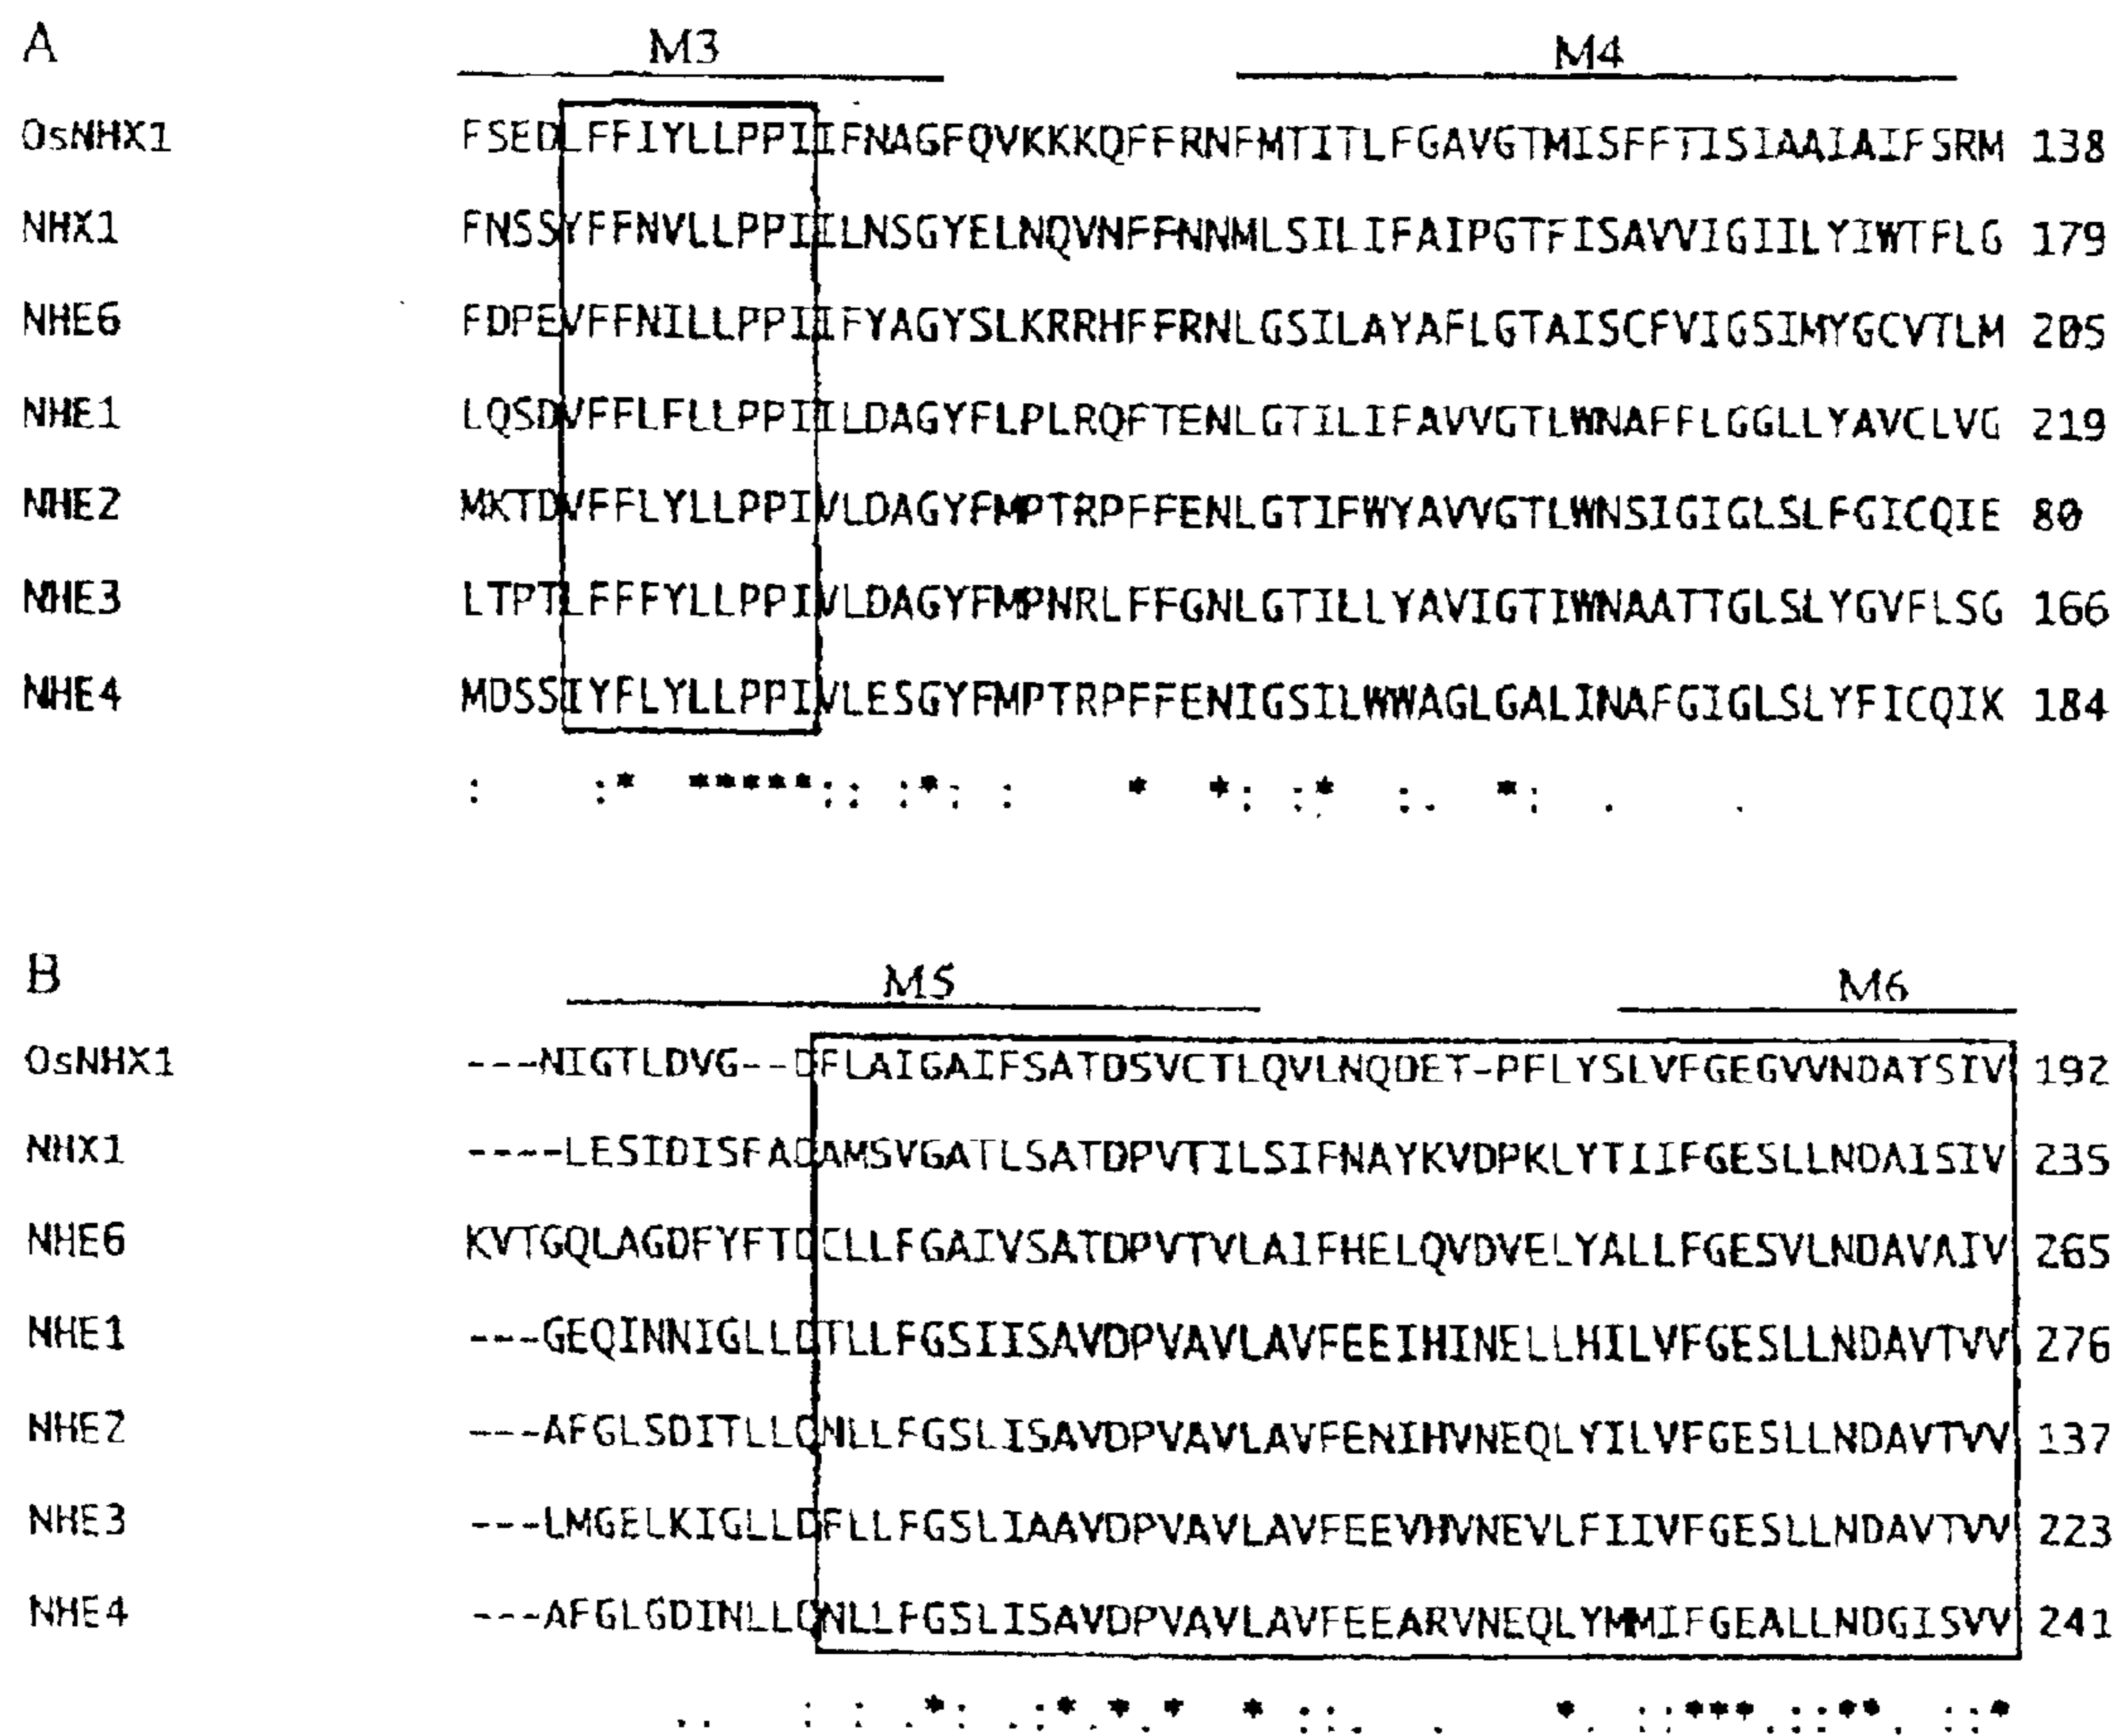 A
M3 M4
OsNHX1 FSEDLFFIYLLPPIIFNAGFQVKKKQFFRNFMTITLFGAVGTMISFFTISIAAIAIFSRM 138
NHX1 FNSSYFFNVLLPPIILNSGYELNQVNFFNNMLSILIFAIPGTFISAVVIGIILYIWTFLG 179
NHE6 FDPEVFFNILLPPIIFYAGYSLKRRHFFRNLGSILAYAFLGTAISCFVIGSIMYGCVTLM 205
NHE1 LQSDVFFLFLLPPIILDAGYFLPLRQFTENLGTILIFAVVGTLWNAFFLGGLLYAVCLVG 219
NHE2 MKTDVFFLYLLPPIVLDAGYFMPTRPFFENLGTIFWYAVVGTLWNSIGIGLSLFGICQIE 80
NHE3 LTPTLFFFYLLPPIVLDAGYFMPNRLFFGNLGTILLYAVIGTIWNAATTGLSLYGVFLSG 166
NHE4 MDSSIYFLYLLPPIVLESGYFMPTRPFFENIGSILWWAGLGALINAFGIGLSLYFICQIK 184
: :* *****:: :*: : * *: :* :. *: . .
B
M5 M6
OsNHX1 ---NIGTLDVG--DFLAIGAIFSATDSVCTLQVLNQDET-PFLYSLVFGEGVVNDATSIV 192
NHX1 ----LESIDISFADAMSVGATLSATDPVTILSIFNAYKVDPKLYTIIFGESLLNDAISIV 235
NHE6 KVTGQLAGDFYFTDCLLFGAIVSATDPVTVLAIFHELQVDVELYALLFGESVLNDAVAIV 265
NHE1 ---GEQINNIGLLDTLLFGSIISAVDPVAVLAVFEEIHINELLHILVFGESLLNDAVTVV 276
NHE2 ---AFGLSDITLLQNLLFGSLISAVDPVAVLAVFENIHVNEQLYILVFGESLLNDAVTVV 137
NHE3 ---LMGELKIGLLDFLLFGSLIAAVDPVAVLAVFEEVHVNEVLFIIVFGESLLNDAVTVV 223
NHE4 ---AFGLGDINLLQNLLFGSLISAVDPVAVLAVFEEARVNEQLYMMIFGEALLNDGISVV 241
.. : : .*: .:*.*.* * ::. . *. ::***.::**. ::*